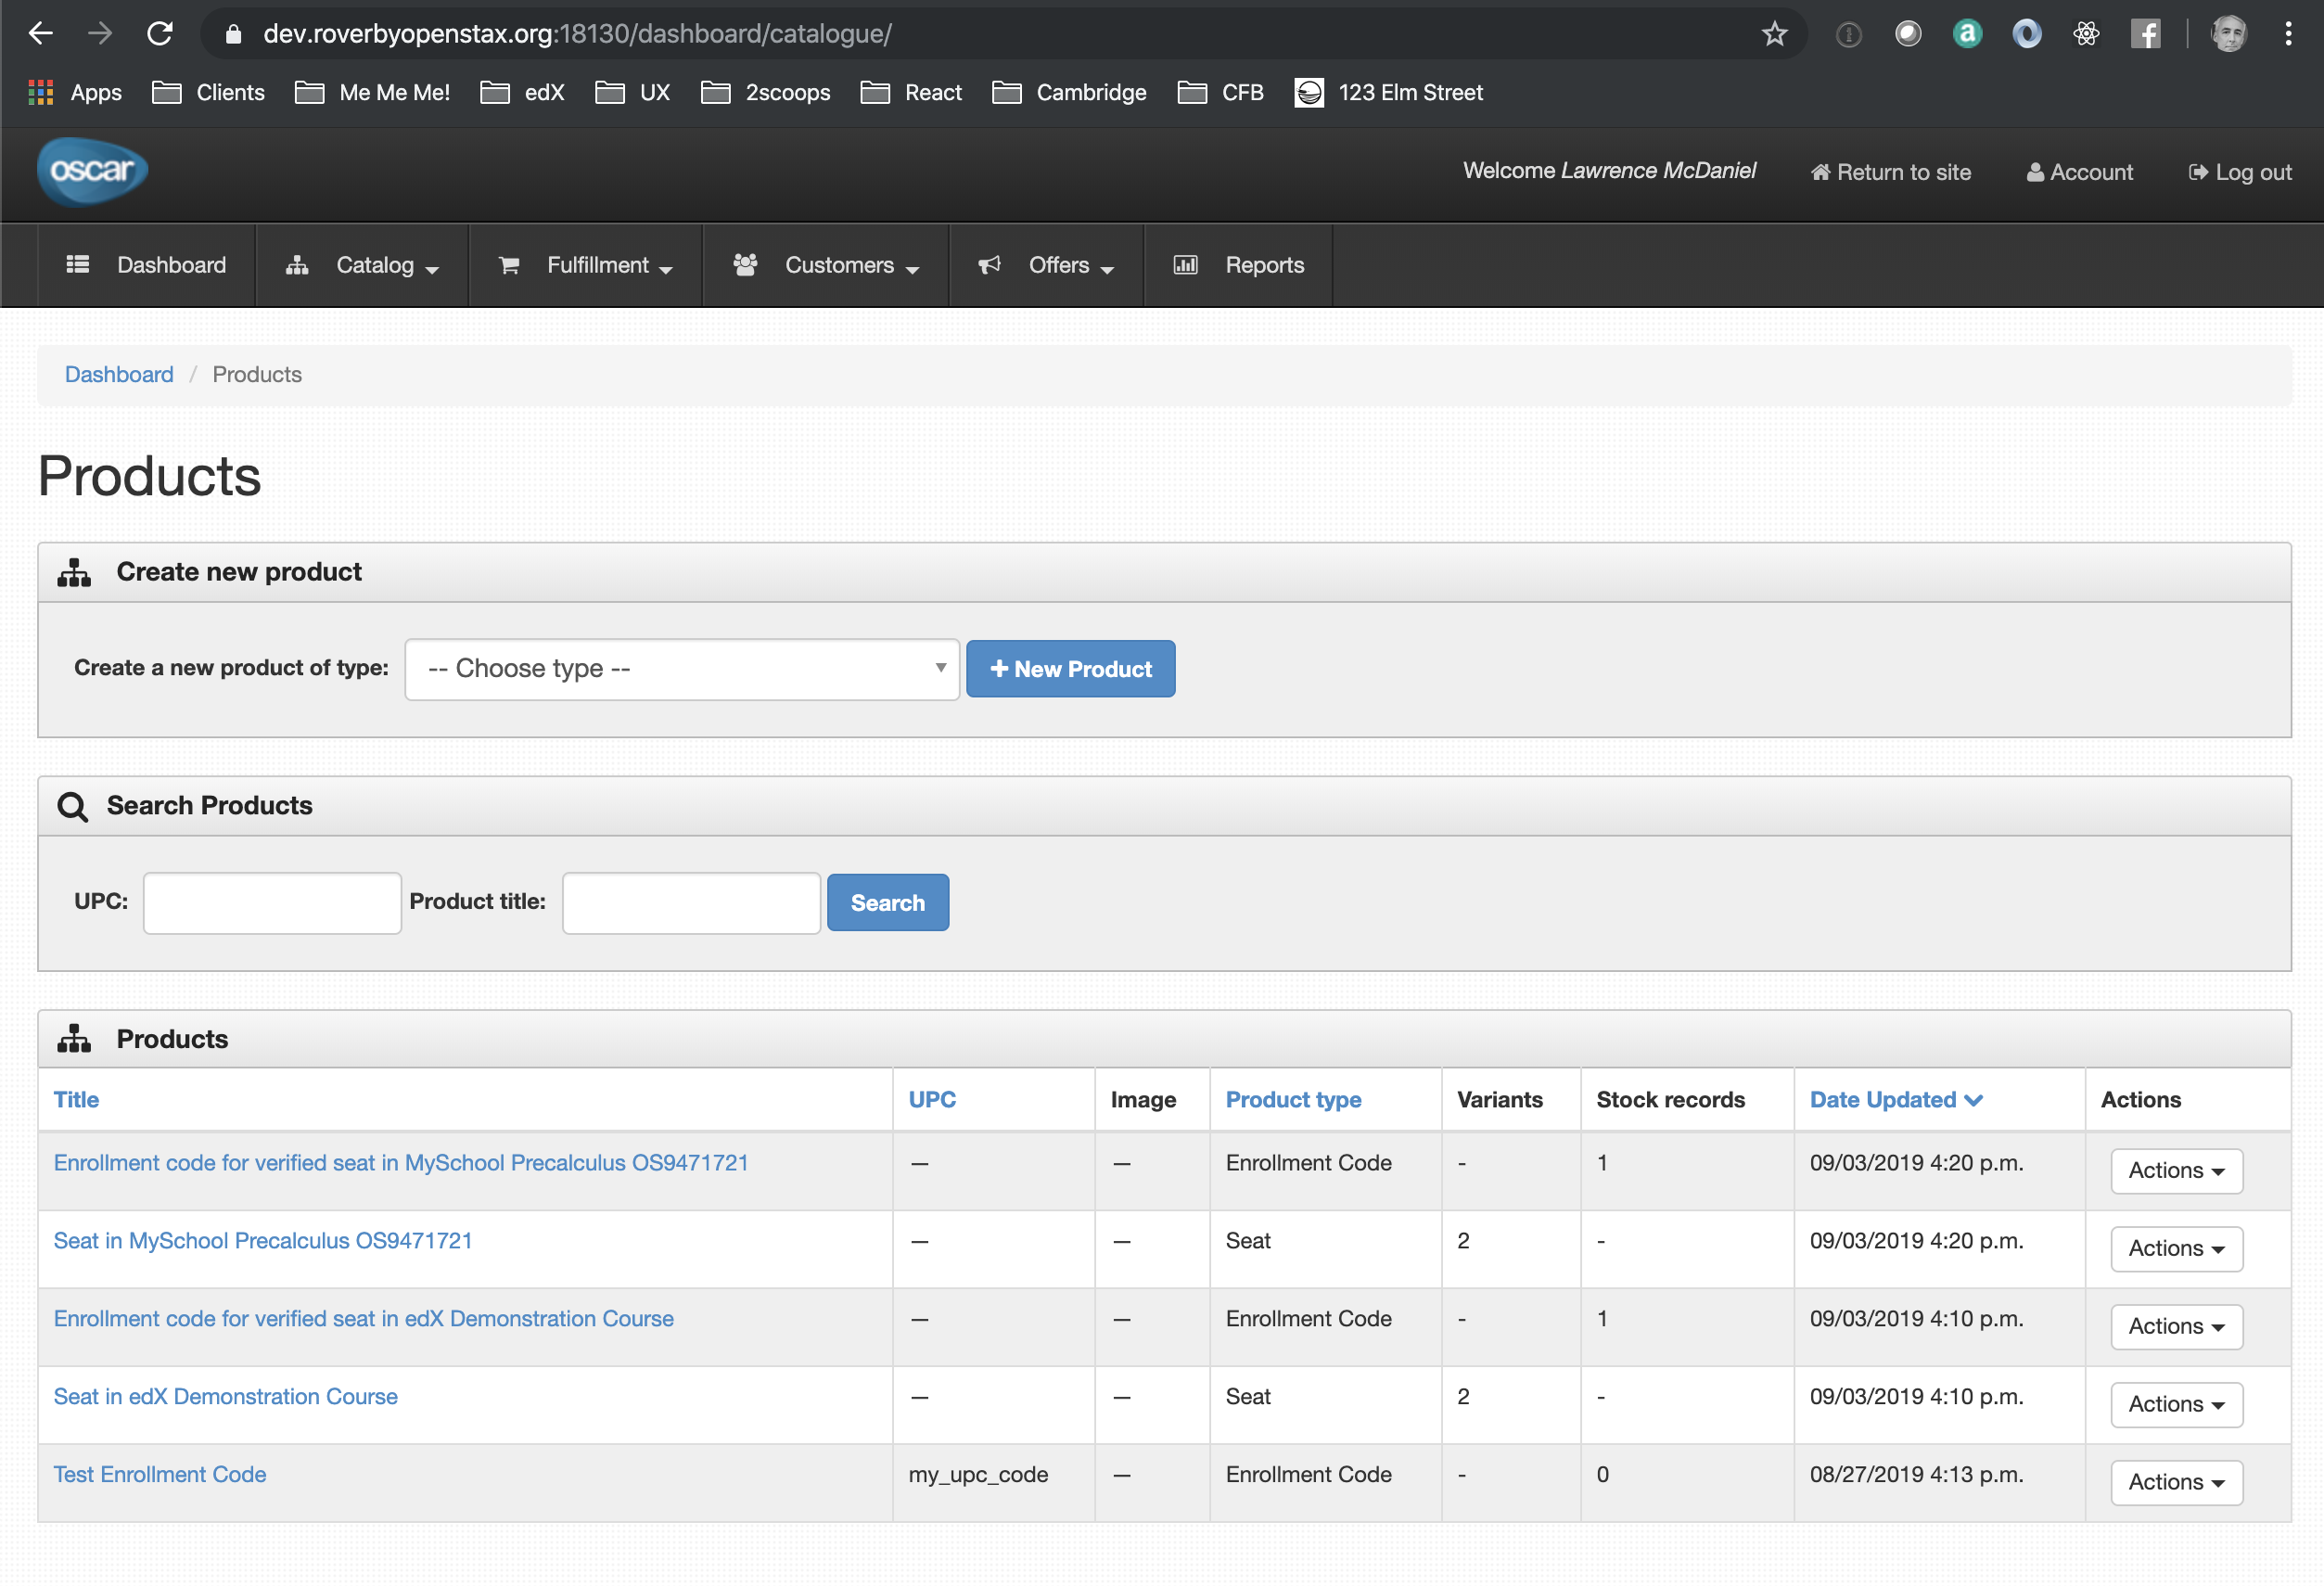 dev.roverbyopenstax.org:18130/dashboard/catalogue/
Apps Clients Me Me Me! edX UX 2scoops React Cambridge CFB 123 Elm Street
oscar Welcome Lawrence McDaniel Return to site Account Log out
Dashboard Catalog Fulfillment Customers Offers Reports
Dashboard / Products
Products
Create new product
Create a new product of type: -- Choose type -- New Product
Search Products
UPC: Product title: Search
Products
Title UPC Image Product type Variants Stock records Date Updated Actions
Enrollment code for verified seat in MySchool Precalculus OS9471721 — — Enrollment Code - 1 09/03/2019 4:20 p.m. Actions
Seat in MySchool Precalculus OS9471721 — — Seat 2 - 09/03/2019 4:20 p.m. Actions
Enrollment code for verified seat in edX Demonstration Course — — Enrollment Code - 1 09/03/2019 4:10 p.m. Actions
Seat in edX Demonstration Course — — Seat 2 - 09/03/2019 4:10 p.m. Actions
Test Enrollment Code my_upc_code — Enrollment Code - 0 08/27/2019 4:13 p.m. Actions